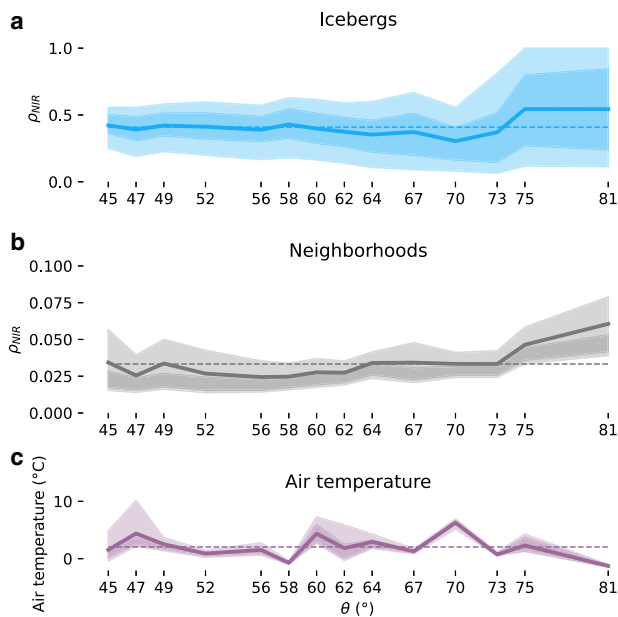 a
Icebergs
1.0
0.5
0.0
ρNIR
45 47 49 52 56 58 60 62 64 67 70 73 75 81
b
Neighborhoods
0.100
0.075
0.050
0.025
0.000
ρNIR
45 47 49 52 56 58 60 62 64 67 70 73 75 81
c
Air temperature
10
0
Air temperature (°C)
45 47 49 52 56 58 60 62 64 67 70 73 75 81
θ (°)